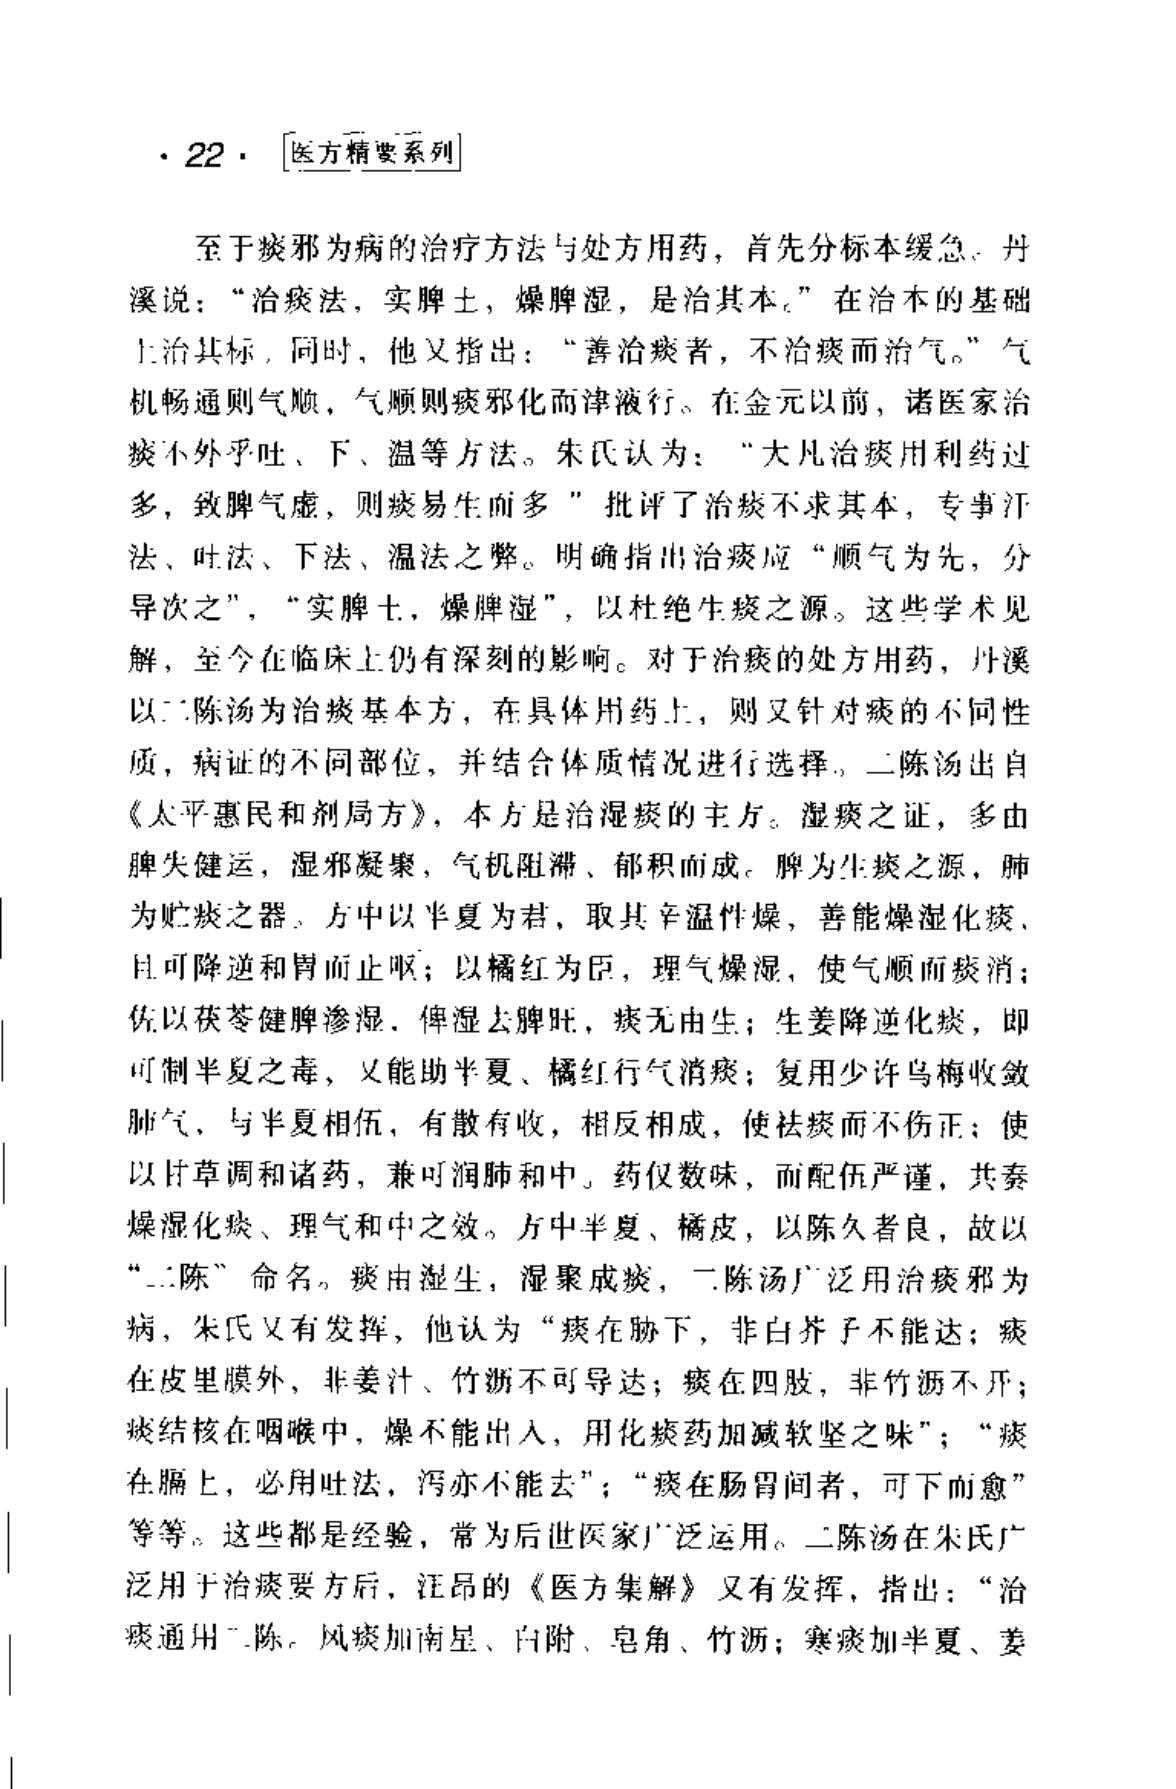 · 22 · 医方精要系列
至于痰邪为病的治疗方法与处方用药，首先分标本缓急。丹
溪说：“治痰法，实脾土，燥脾湿，是治其本。”在治本的基础
上治其标。同时，他又指出：“善治痰者，不治痰而治气。”气
机畅通则气顺，气顺则痰邪化而津液行。在金元以前，诸医家治
痰不外乎吐、下、温等方法。朱氏认为：“大凡治痰用利药过
多，致脾气虚，则痰易生而多”批评了治痰不求其本，专事汗
法、吐法、下法、温法之弊。明确指出治痰应“顺气为先，分
导次之”，“实脾土，燥脾湿”，以杜绝生痰之源。这些学术见
解，至今在临床上仍有深刻的影响。对于治痰的处方用药，丹溪
以二陈汤为治痰基本方，在具体用药上，则又针对痰的不同性
质，病证的不同部位，并结合体质情况进行选择。二陈汤出自
《太平惠民和剂局方》，本方是治湿痰的主方。湿痰之证，多由
脾失健运，湿邪凝聚，气机阻滞、郁积而成。脾为生痰之源，肺
为贮痰之器。方中以半夏为君，取其辛温性燥，善能燥湿化痰、
且可降逆和胃而止呕；以橘红为臣，理气燥湿，使气顺而痰消；
佐以茯苓健脾渗湿，俾湿去脾旺，痰无由生；生姜降逆化痰，即
可制半夏之毒，又能助半夏、橘红行气消痰；复用少许乌梅收敛
肺气，与半夏相伍，有散有收，相反相成，使祛痰而不伤正；使
以甘草调和诸药，兼可润肺和中。药仅数味，而配伍严谨，共奏
燥湿化痰、理气和中之效。方中半夏、橘皮，以陈久者良，故以
“二陈”命名。痰由湿生，湿聚成痰，二陈汤广泛用治痰邪为
病，朱氏又有发挥，他认为“痰在胁下，非白芥子不能达；痰
在皮里膜外，非姜汁、竹沥不可导达；痰在四肢，非竹沥不开；
痰结核在咽喉中，燥不能出入，用化痰药加减软坚之味”；“痰
在膈上，必用吐法，泻亦不能去”；“痰在肠胃间者，可下而愈”
等等。这些都是经验，常为后世医家广泛运用。二陈汤在朱氏广
泛用于治痰要方后，汪昂的《医方集解》又有发挥，指出：“治
痰通用二陈。风痰加南星、白附、皂角、竹沥；寒痰加半夏、姜